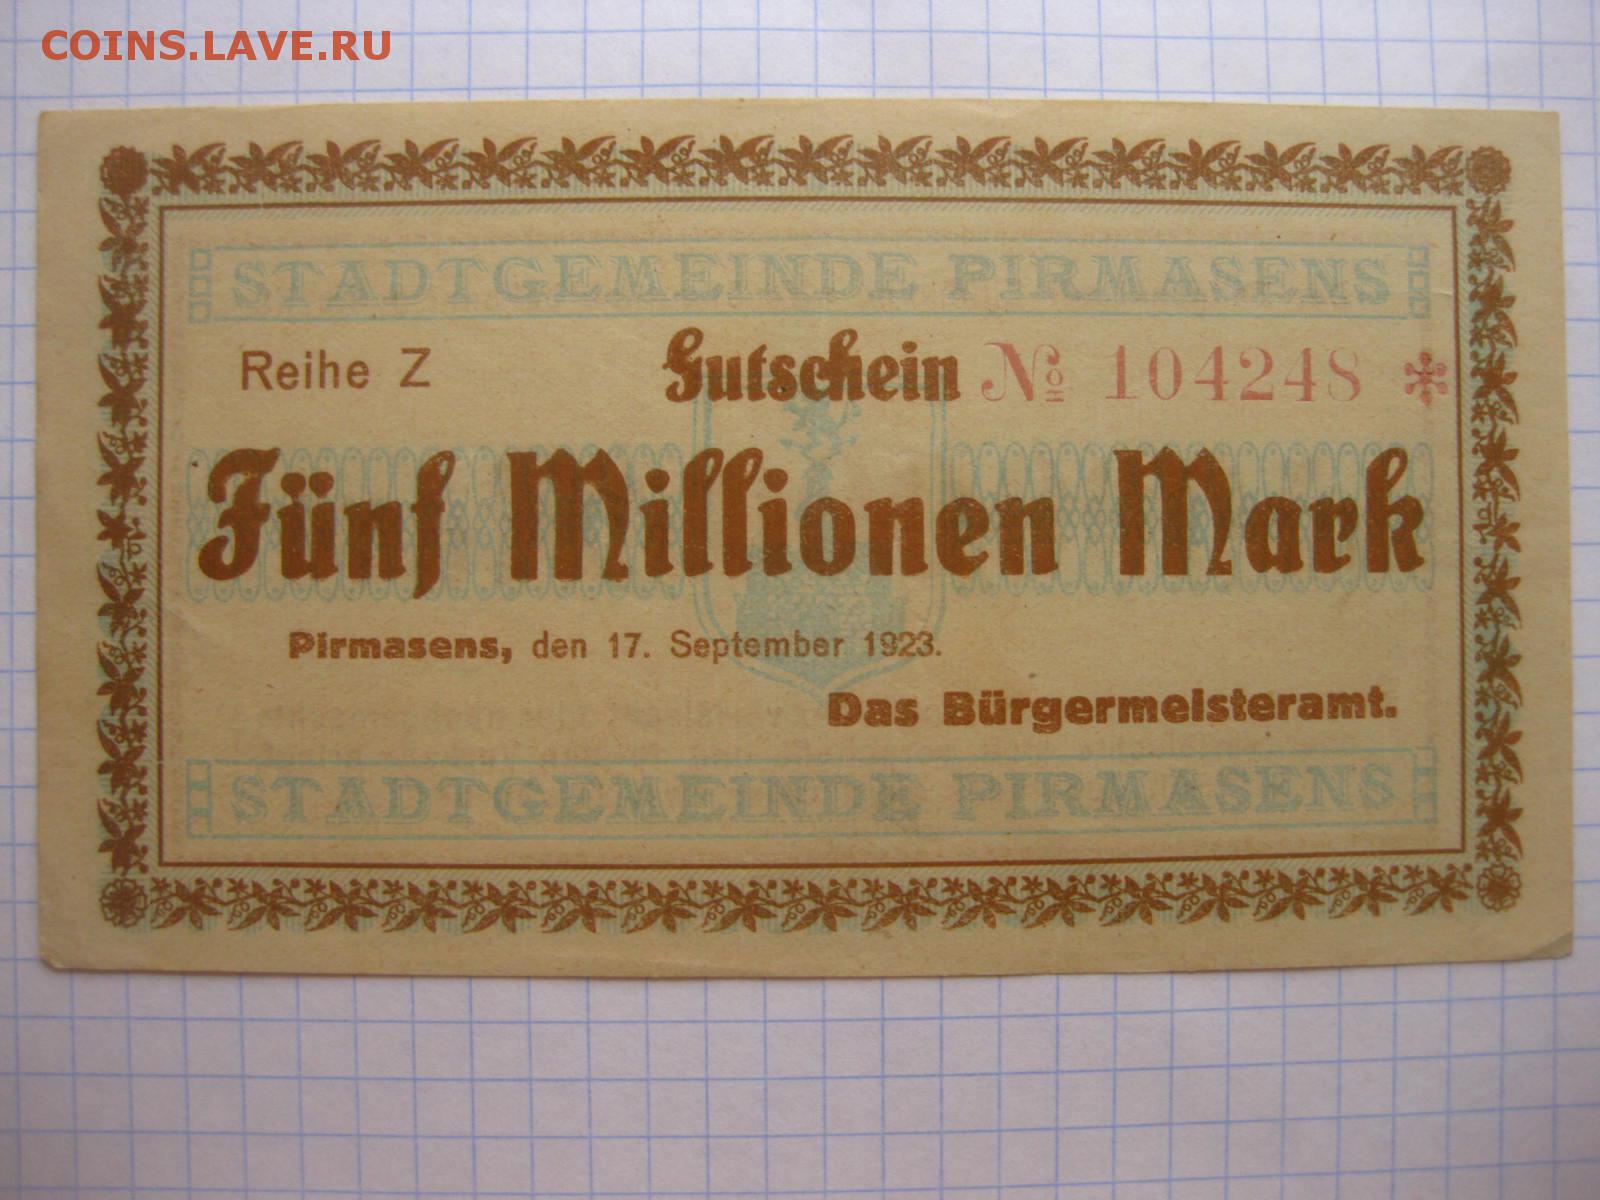 COINS.LAVE.RU
STADTGEMEINDE PIRMASENS
Reihe Z Gutschein № 104248 *
Fünf Millionen Mark
Pirmasens, den 17. September 1923.
Das Bürgermeisteramt.
STADTGEMEINDE PIRMASENS